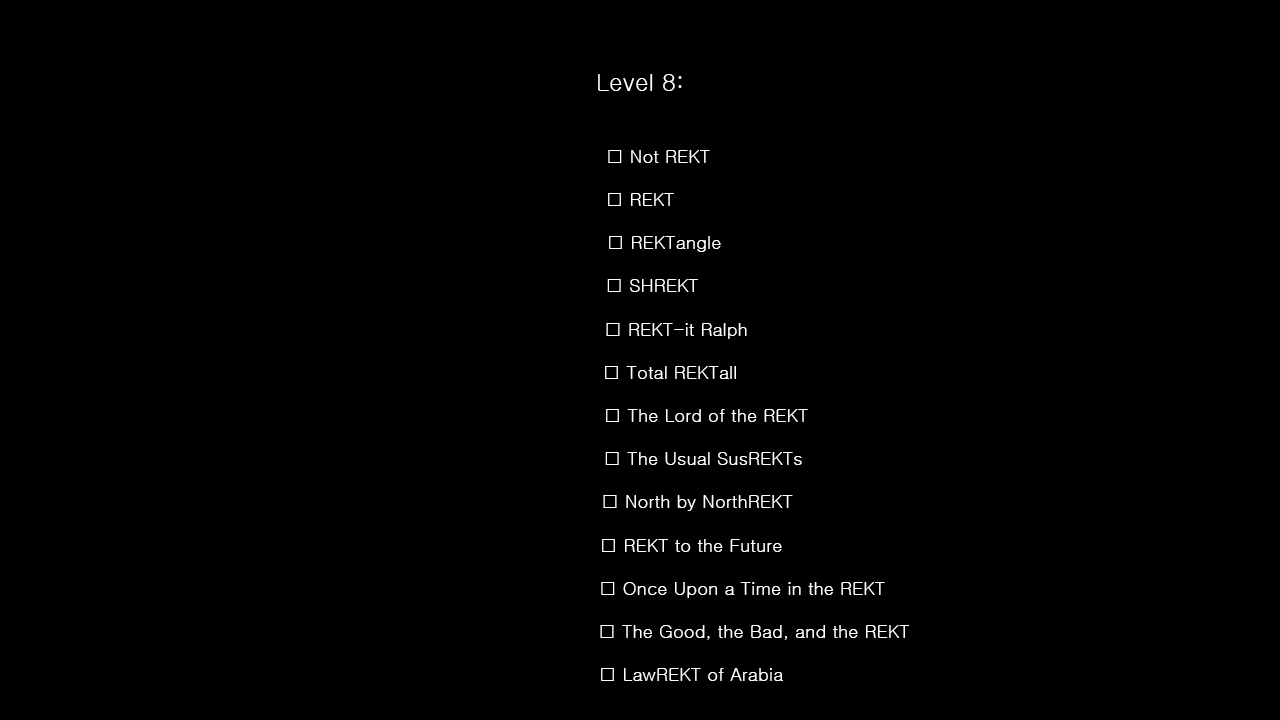 Level 8:
☐ Not REKT
☐ REKT
☐ REKTangle
☐ SHREKT
☐ REKT-it Ralph
☐ Total REKTall
☐ The Lord of the REKT
☐ The Usual SusREKTs
☐ North by NorthREKT
☐ REKT to the Future
☐ Once Upon a Time in the REKT
☐ The Good, the Bad, and the REKT
☐ LawREKT of Arabia